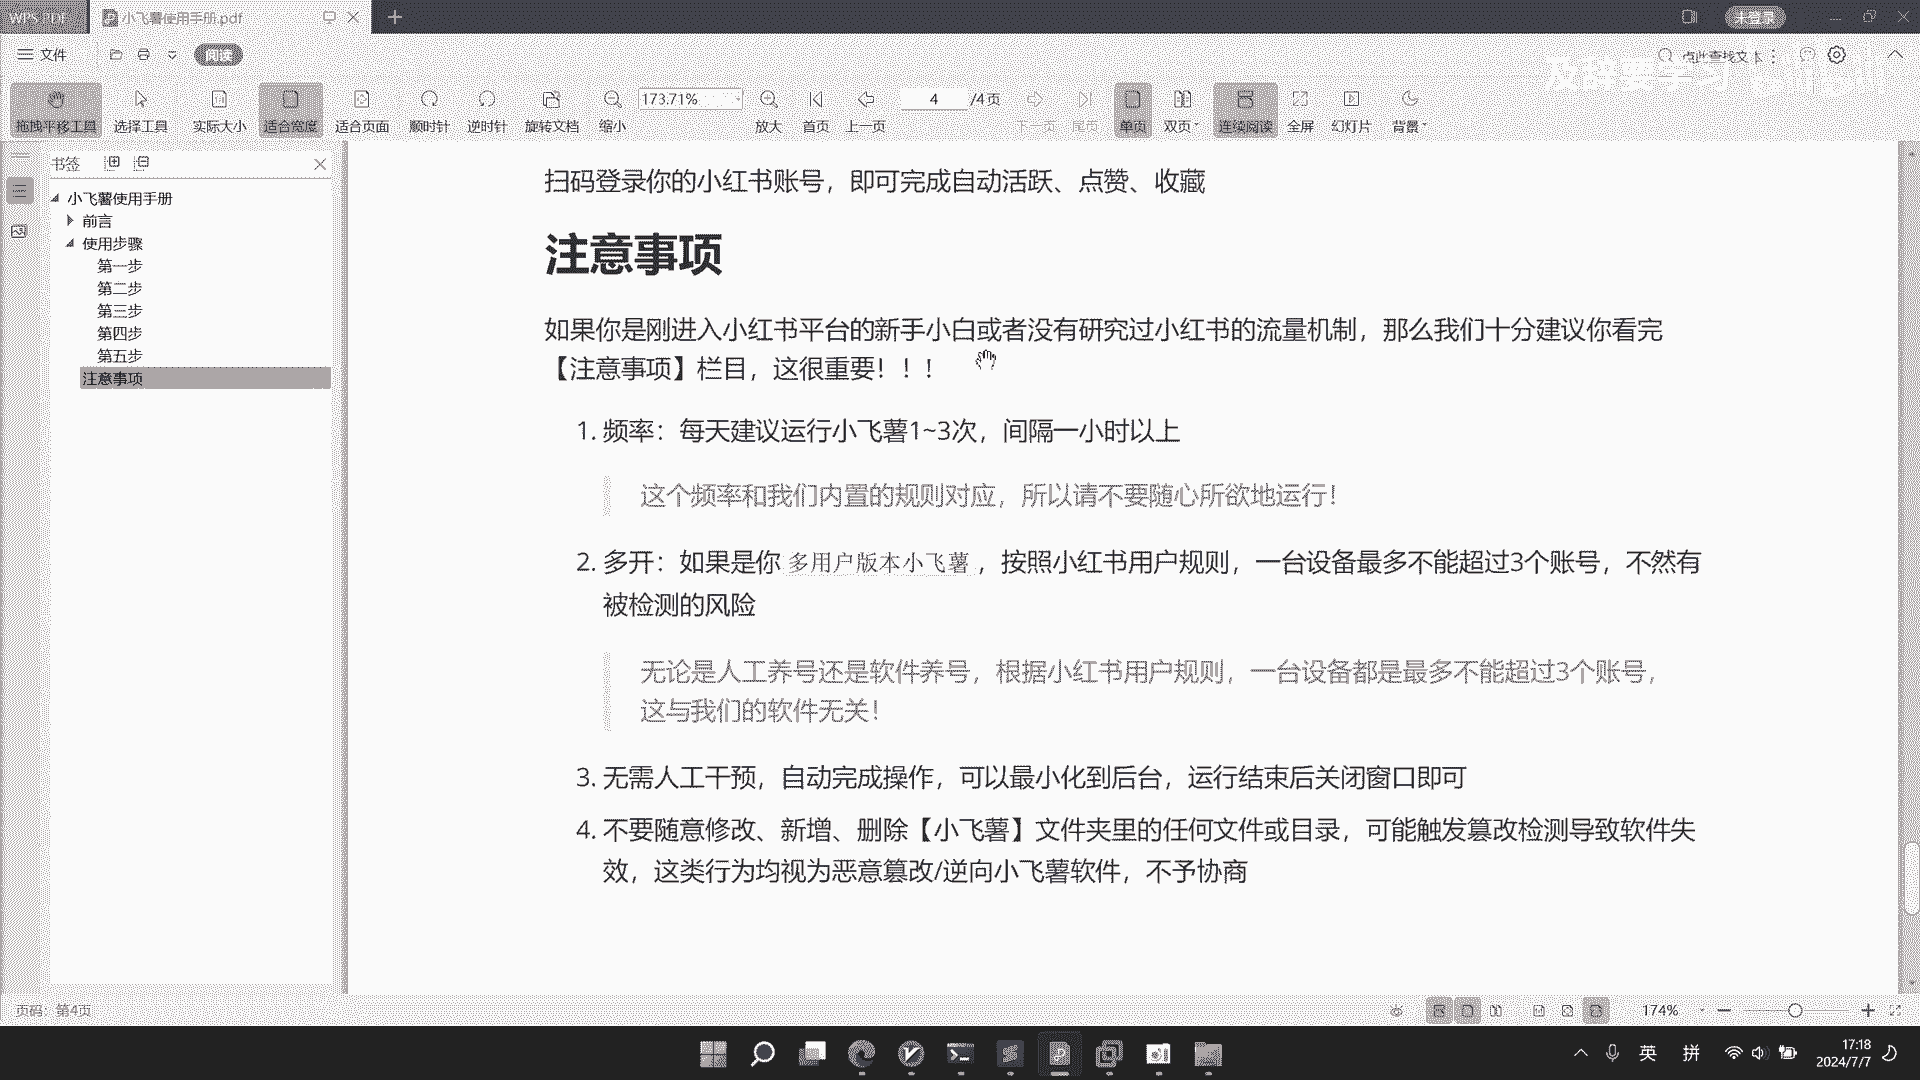 WPS PDF
小飞薯使用手册.pdf
未登录
文件
阅读
点此查找文本
及辞要学习
bilibili
拖拽平移工具
选择工具
实际大小
适合宽度
适合页面
顺时针
逆时针
旋转文档
缩小
173.71%
放大
首页
上一页
4 /4页
下一页
尾页
单页
双页
连续阅读
全屏
幻灯片
背景
书签
小飞薯使用手册
前言
使用步骤
第一步
第二步
第三步
第四步
第五步
注意事项
扫码登录你的小红书账号，即可完成自动活跃、点赞、收藏
注意事项
如果你是刚进入小红书平台的新手小白或者没有研究过小红书的流量机制，那么我们十分建议你看完
【注意事项】栏目，这很重要！！！
1. 频率：每天建议运行小飞薯1~3次，间隔一小时以上
这个频率和我们内置的规则对应，所以请不要随心所欲地运行！
2. 多开：如果是你 多用户版本小飞薯 ，按照小红书用户规则，一台设备最多不能超过3个账号，不然有
被检测的风险
无论是人工养号还是软件养号，根据小红书用户规则，一台设备都是最多不能超过3个账号，
这与我们的软件无关！
3. 无需人工干预，自动完成操作，可以最小化到后台，运行结束后关闭窗口即可
4. 不要随意修改、新增、删除【小飞薯】文件夹里的任何文件或目录，可能触发篡改检测导致软件失
效，这类行为均视为恶意篡改/逆向小飞薯软件，不予协商
页码：第4页
174%
英
拼
17:18
2024/7/7